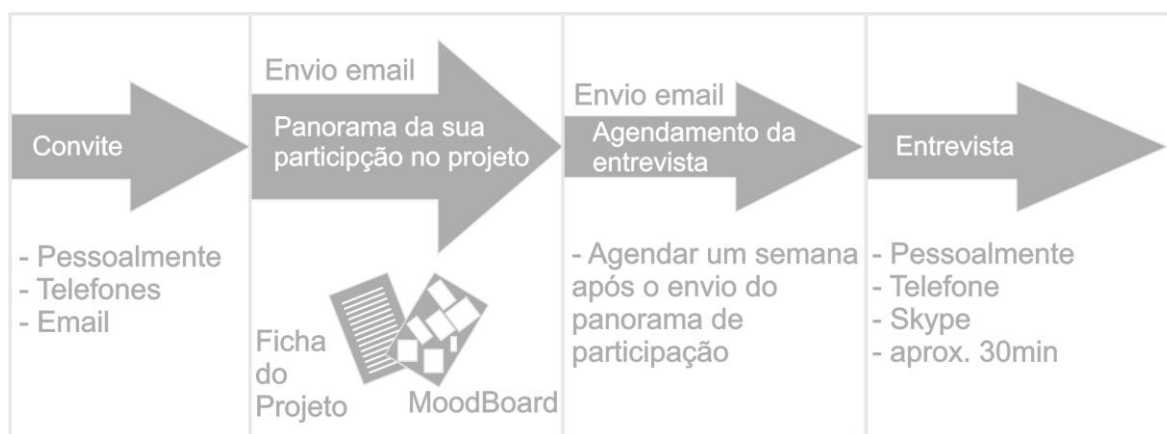 Convite
- Pessoalmente
- Telefones
- Email
Envio email
Panorama da sua
participção no projeto
Ficha
do
Projeto
MoodBoard
Envio email
Agendamento da
entrevista
- Agendar um semana
após o envio do
panorama de
participação
Entrevista
- Pessoalmente
- Telefone
- Skype
- aprox. 30min